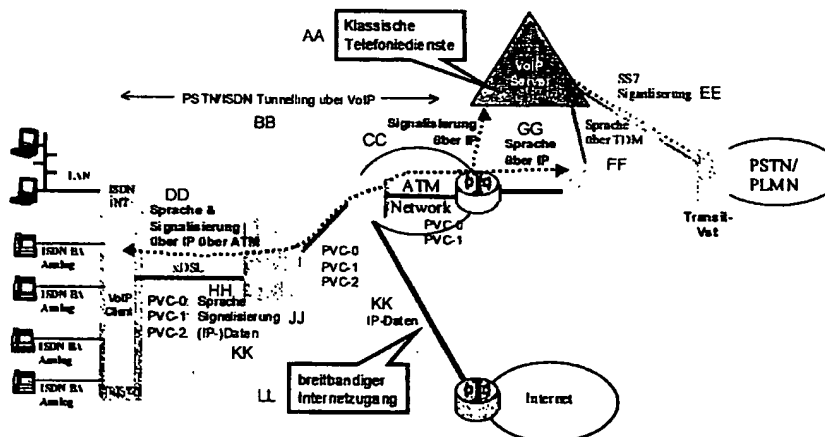 AA
Klassische
Telefoniedienste
VoIP
Server
SS7
Signalisierung
EE
PSTN/ISDN Tunnelling über VoIP
BB
CC
Signalisierung
über IP
GG
Sprache
über IP
Sprache
über TDM
FF
PSTN/
PLMN
Transit-
Vst
LAN
ISDN
DD
Sprache &
Signalisierung
über IP über ATM
ATM
Network
PVC-0
PVC-1
ISDN BA
Analog
xDSL
PVC-0
PVC-1
PVC-2
HH
ISDN BA
Analog
VoIP
Client
PVC-0: Sprache
PVC-1: Signalisierung
PVC-2: (IP-)Daten
JJ
KK
KK
IP-Daten
ISDN BA
Analog
ISDN BA
Analog
LL
breitbandiger
Internetzugang
Internet